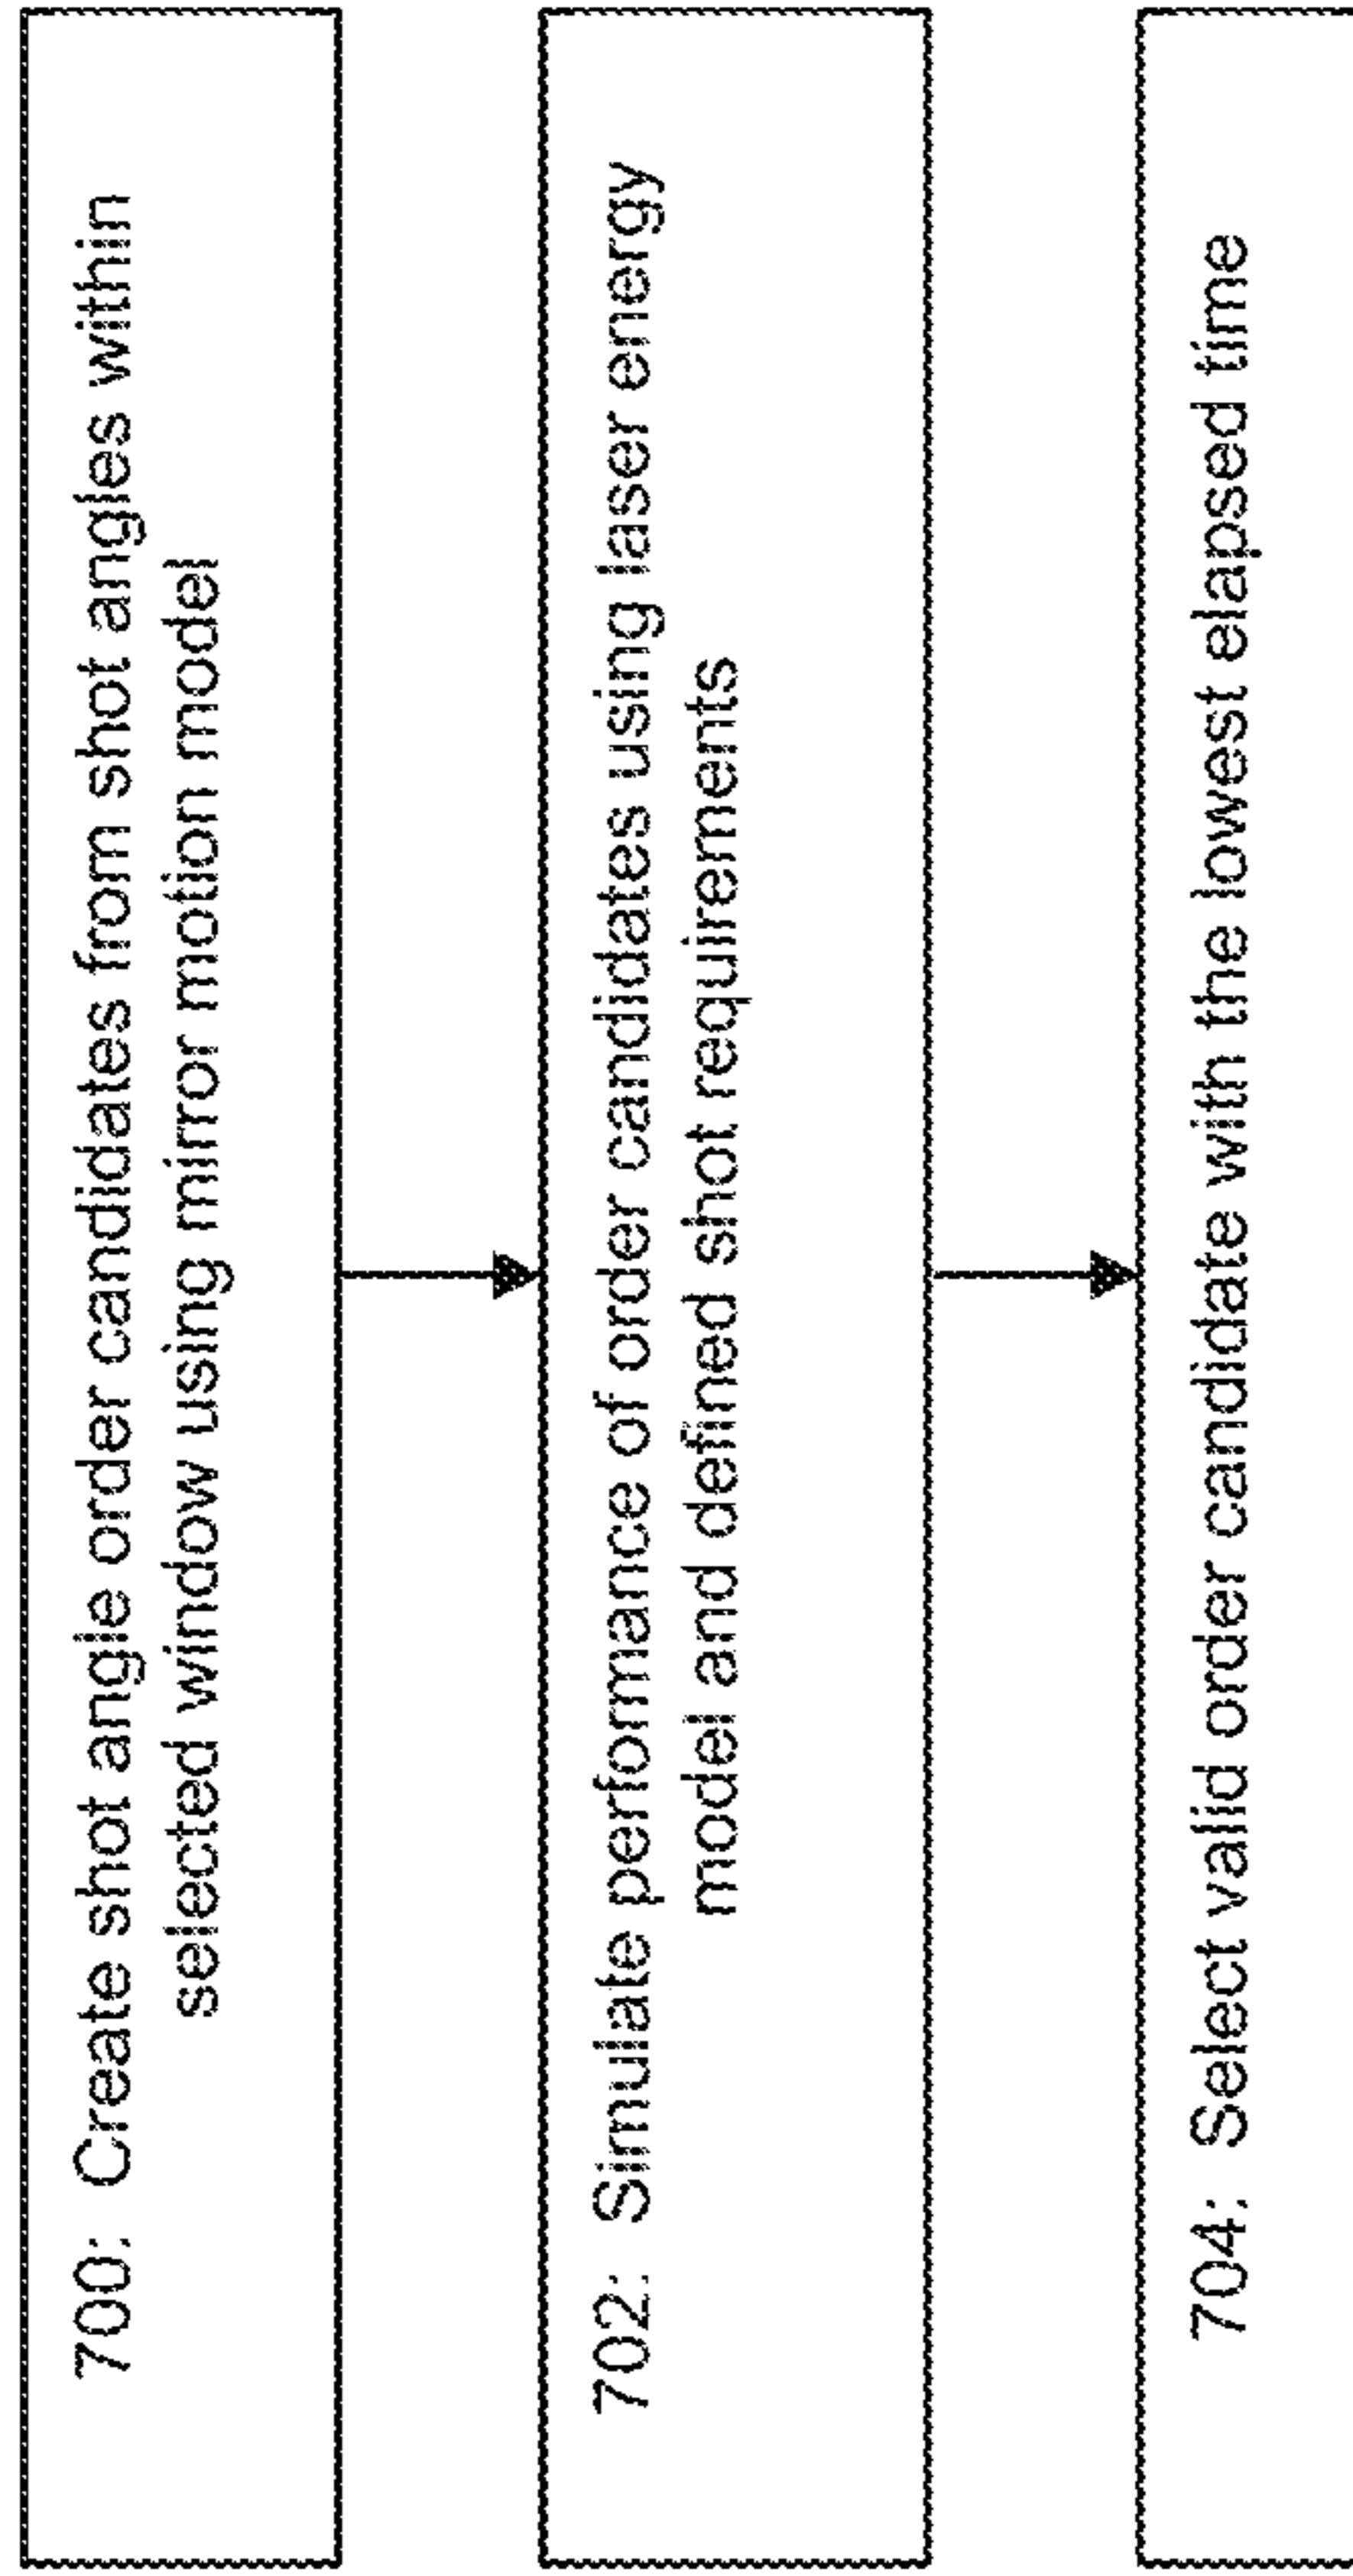 700: Create shot angle order candidates from shot angles within
selected window using mirror motion model
702: Simulate performance of order candidates using laser energy
model and defined shot requirements
704: Select valid order candidate with the lowest elapsed time